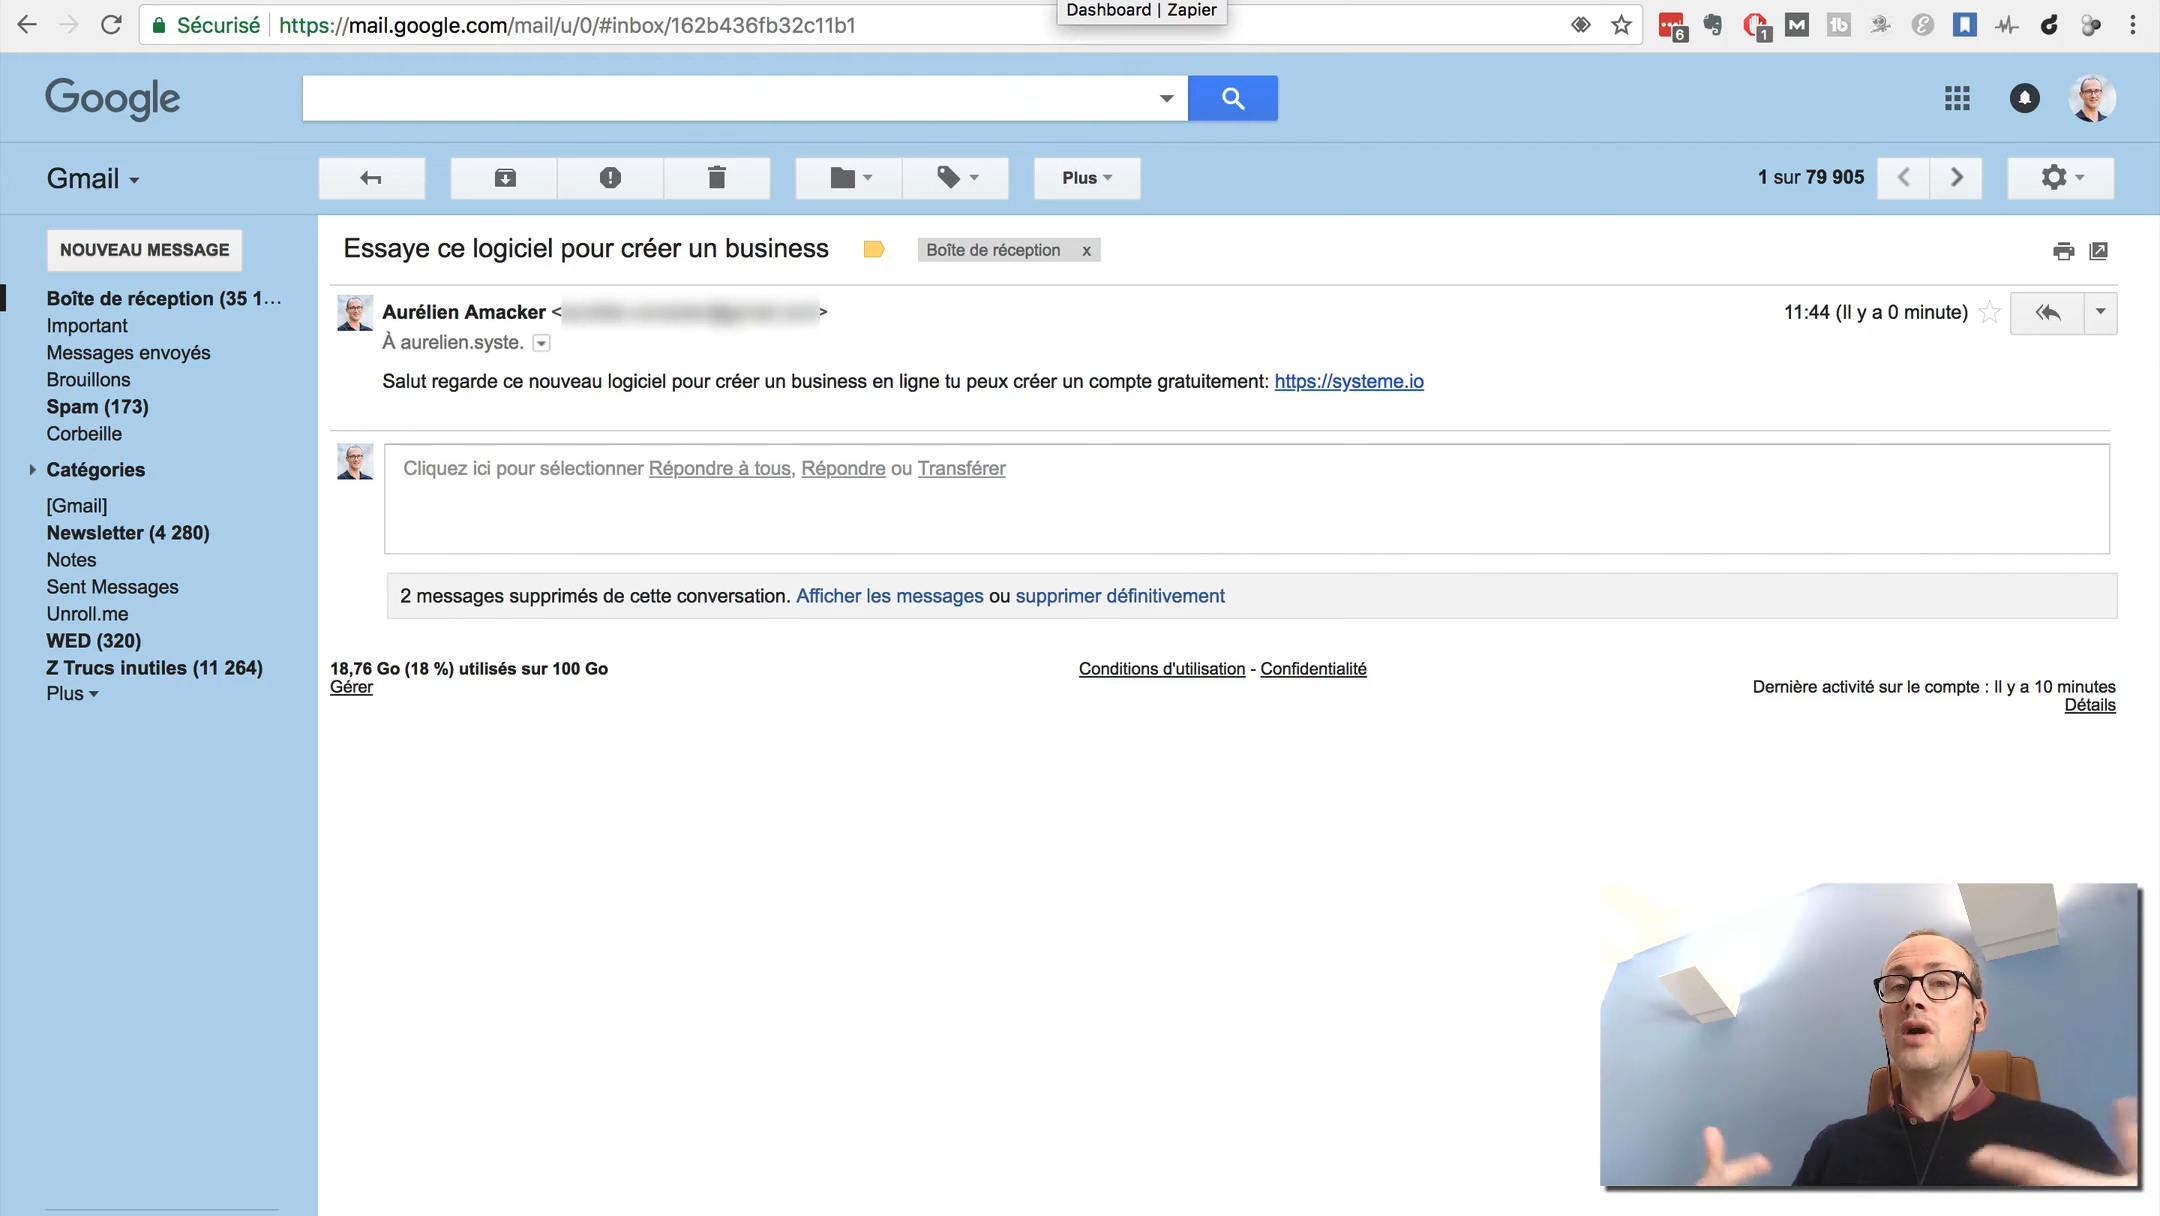 Dashboard | Zapier
Sécurisé https://mail.google.com/mail/u/0/#inbox/162b436fb32c11b1
6
1
Google
Gmail
Plus
1 sur 79 905
NOUVEAU MESSAGE
Essaye ce logiciel pour créer un business
Boîte de réception x
Boîte de réception (35 1...
Important
Messages envoyés
Brouillons
Spam (173)
Corbeille
Catégories
[Gmail]
Newsletter (4 280)
Notes
Sent Messages
Unroll.me
WED (320)
Z Trucs inutiles (11 264)
Plus
Aurélien Amacker < >
11:44 (Il y a 0 minute)
À aurelien.syste.
Salut regarde ce nouveau logiciel pour créer un business en ligne tu peux créer un compte gratuitement: https://systeme.io
Cliquez ici pour sélectionner Répondre à tous, Répondre ou Transférer
2 messages supprimés de cette conversation. Afficher les messages ou supprimer définitivement
18,76 Go (18 %) utilisés sur 100 Go
Gérer
Conditions d'utilisation - Confidentialité
Dernière activité sur le compte : Il y a 10 minutes
Détails